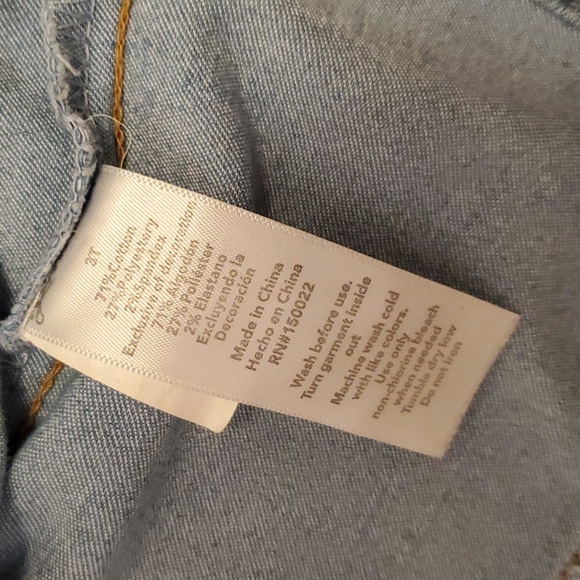 3T
71%Cotton
27%Polyestary
2%Spandex
Exclusive of decoration
71% Algodón
27% Poliéster
2% Elastano
Excluyendo la
Decoración
Made in China
Hecho en China
RN#150022
Wash before use.
Turn garment inside
out
Machine wash cold
with like colors.
Use only
non-chlorine bleach
when needed
Tumble dry low
Do not iron